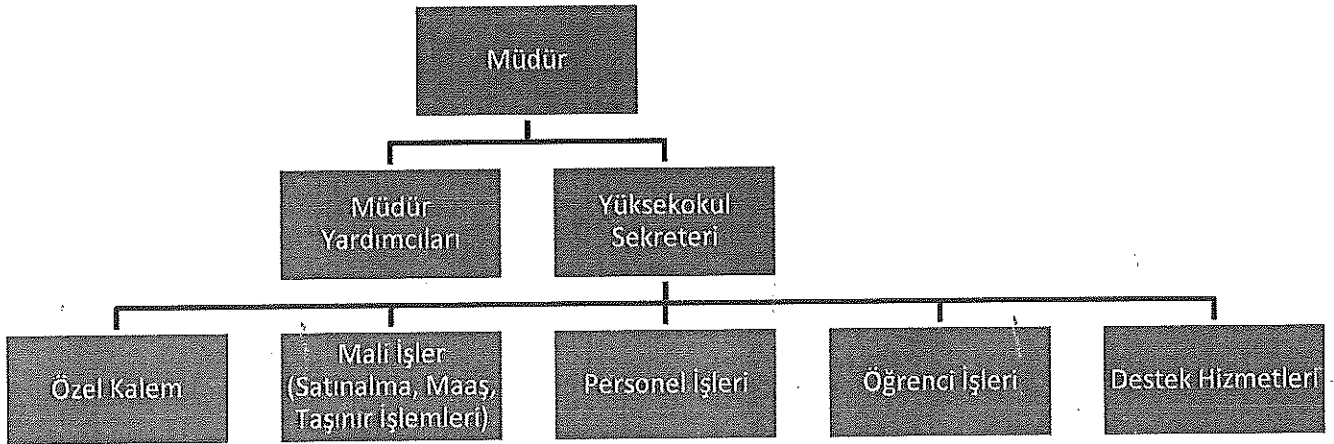 Müdür
Müdür
Yardımcıları
Yüksekokul
Sekreteri
Özel Kalem
Mali İşler
(Satınalma, Maaş,
Taşınır İşlemleri)
Personel İşleri
Öğrenci İşleri
Destek Hizmetleri